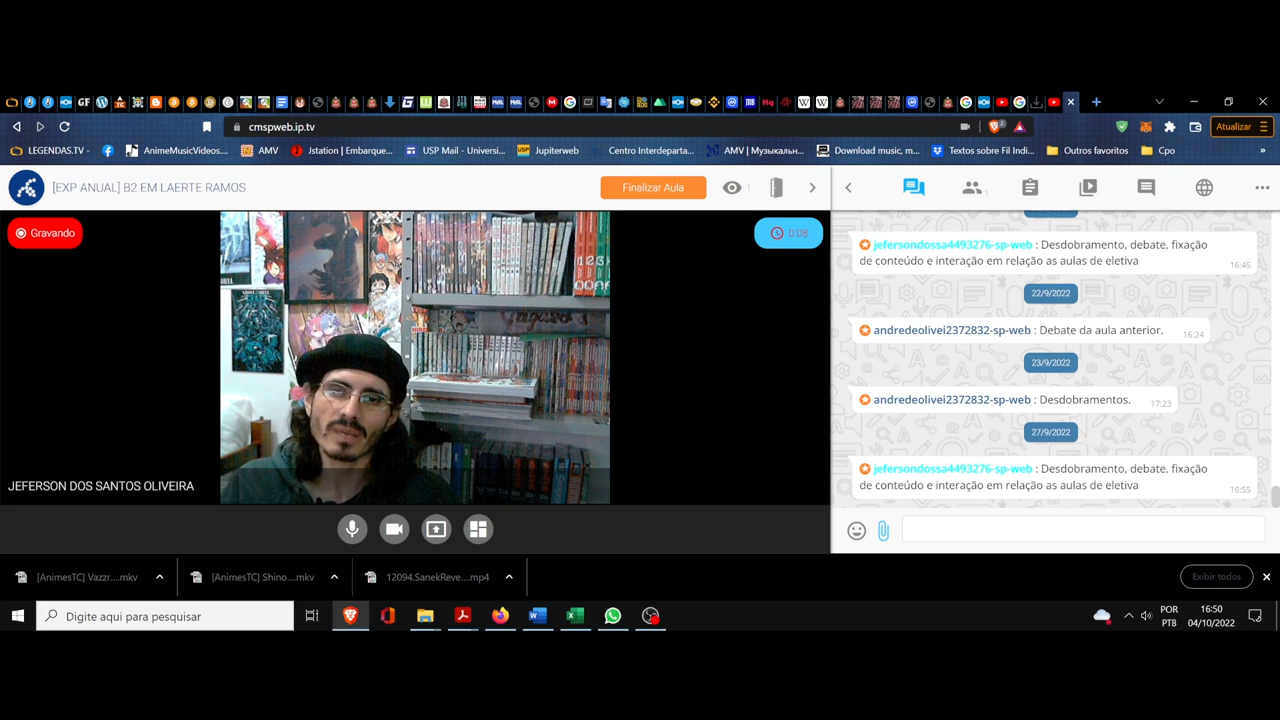 cmspweb.ip.tv
Atualizar
LEGENDAS.TV
AnimeMusicVideos....
AMV
Jstation | Embarque...
USP Mail - Universi...
Jupiterweb
Centro Interdeparta...
AMV | Музыкальн...
Download music, m...
Textos sobre Fil Indi...
Outros favoritos
Cpo
»
[EXP ANUAL] B2 EM LAERTE RAMOS
Finalizar Aula
1
1
Gravando
0:08
JEFERSON DOS SANTOS OLIVEIRA
jefersondossa4493276-sp-web : Desdobramento, debate, fixação
de conteúdo e interação em relação as aulas de eletiva
16:45
22/9/2022
andredeolivei2372832-sp-web : Debate da aula anterior.
16:24
23/9/2022
andredeolivei2372832-sp-web : Desdobramentos.
17:23
27/9/2022
jefersondossa4493276-sp-web : Desdobramento, debate, fixação
de conteúdo e interação em relação as aulas de eletiva
16:55
[AnimesTC] Vazzr....mkv
[AnimesTC] Shino....mkv
12094.SanekReve....mp4
Exibir todos
Digite aqui para pesquisar
POR
PTB
16:50
04/10/2022